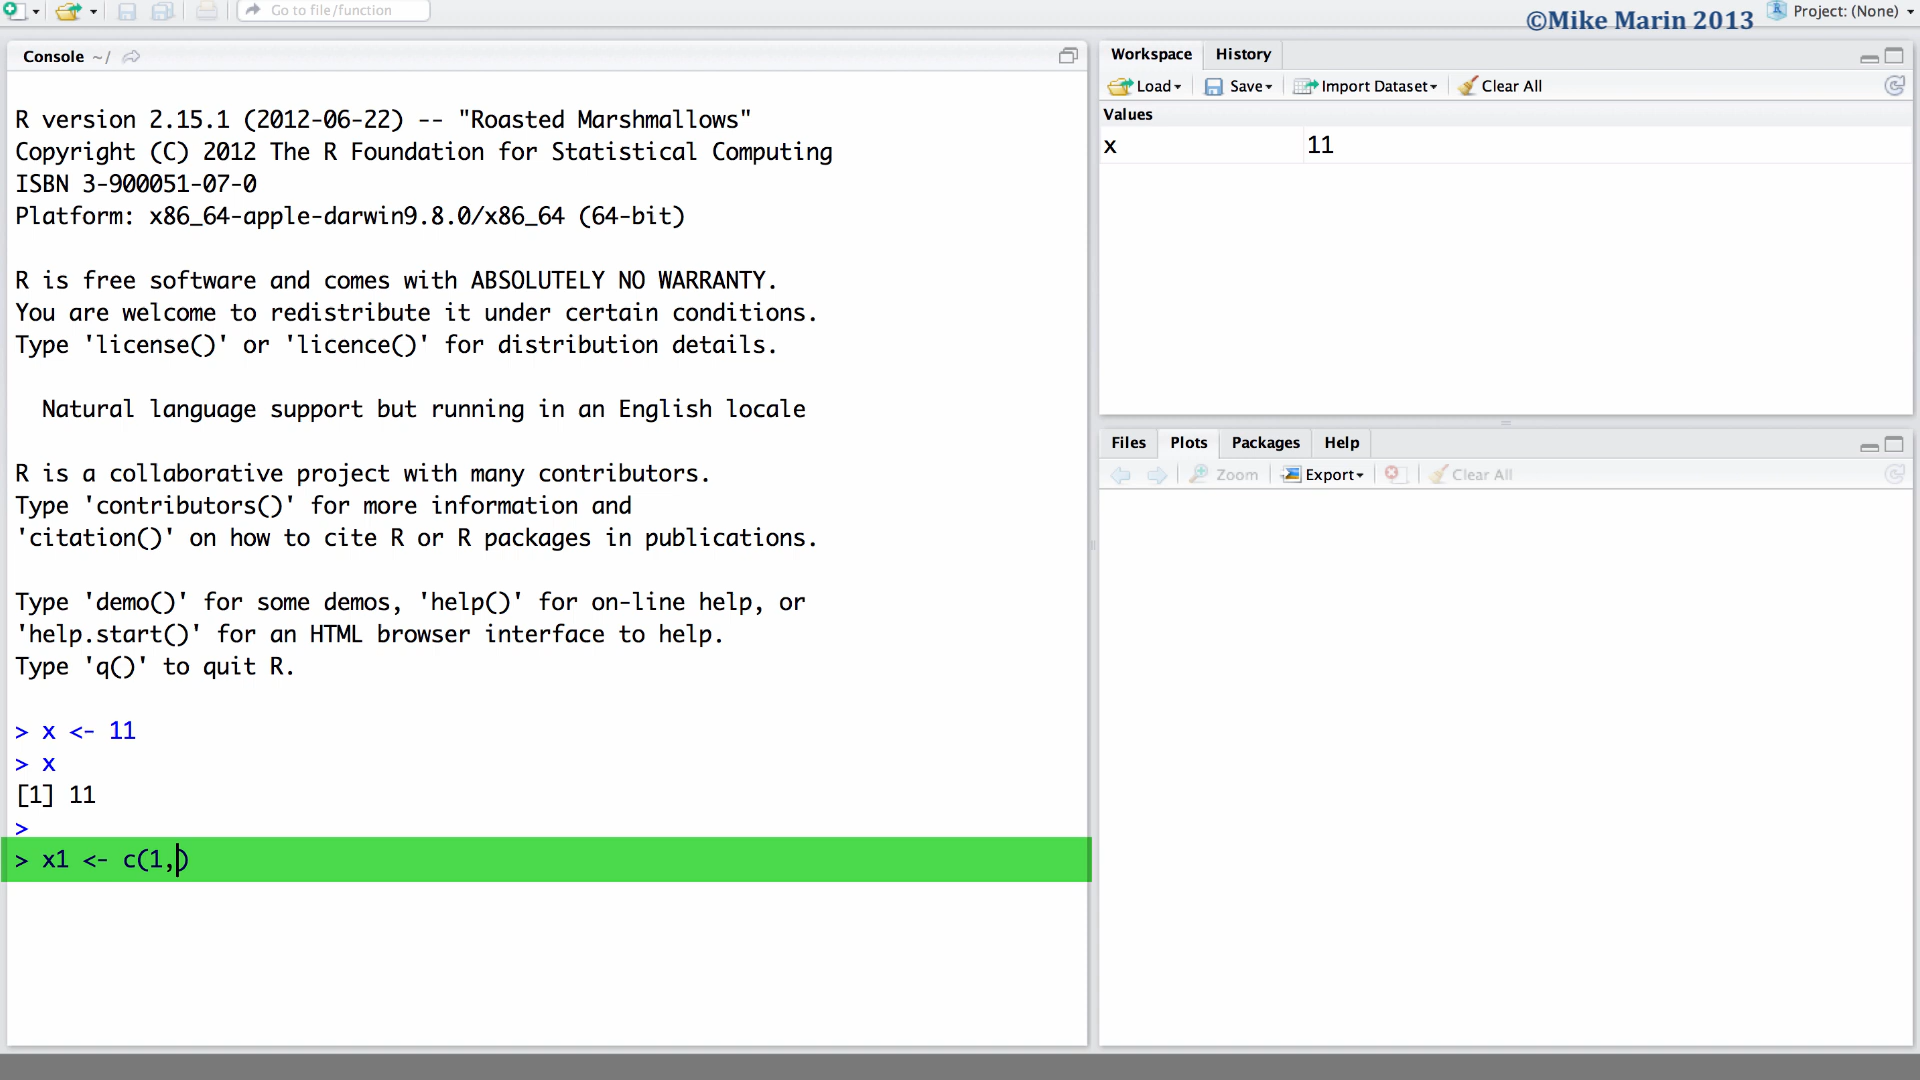 Go to file/function
©Mike Marin 2013
Project: (None)
Console ~/
R version 2.15.1 (2012-06-22) -- "Roasted Marshmallows"
Copyright (C) 2012 The R Foundation for Statistical Computing
ISBN 3-900051-07-0
Platform: x86_64-apple-darwin9.8.0/x86_64 (64-bit)
R is free software and comes with ABSOLUTELY NO WARRANTY.
You are welcome to redistribute it under certain conditions.
Type 'license()' or 'licence()' for distribution details.
Natural language support but running in an English locale
R is a collaborative project with many contributors.
Type 'contributors()' for more information and
'citation()' on how to cite R or R packages in publications.
Type 'demo()' for some demos, 'help()' for on-line help, or
'help.start()' for an HTML browser interface to help.
Type 'q()' to quit R.
> x <- 11
> x
[1] 11
>
> x1 <- c(1,)
Workspace History
Load Save Import Dataset Clear All
Values
x 11
Files Plots Packages Help
Zoom Export Clear All